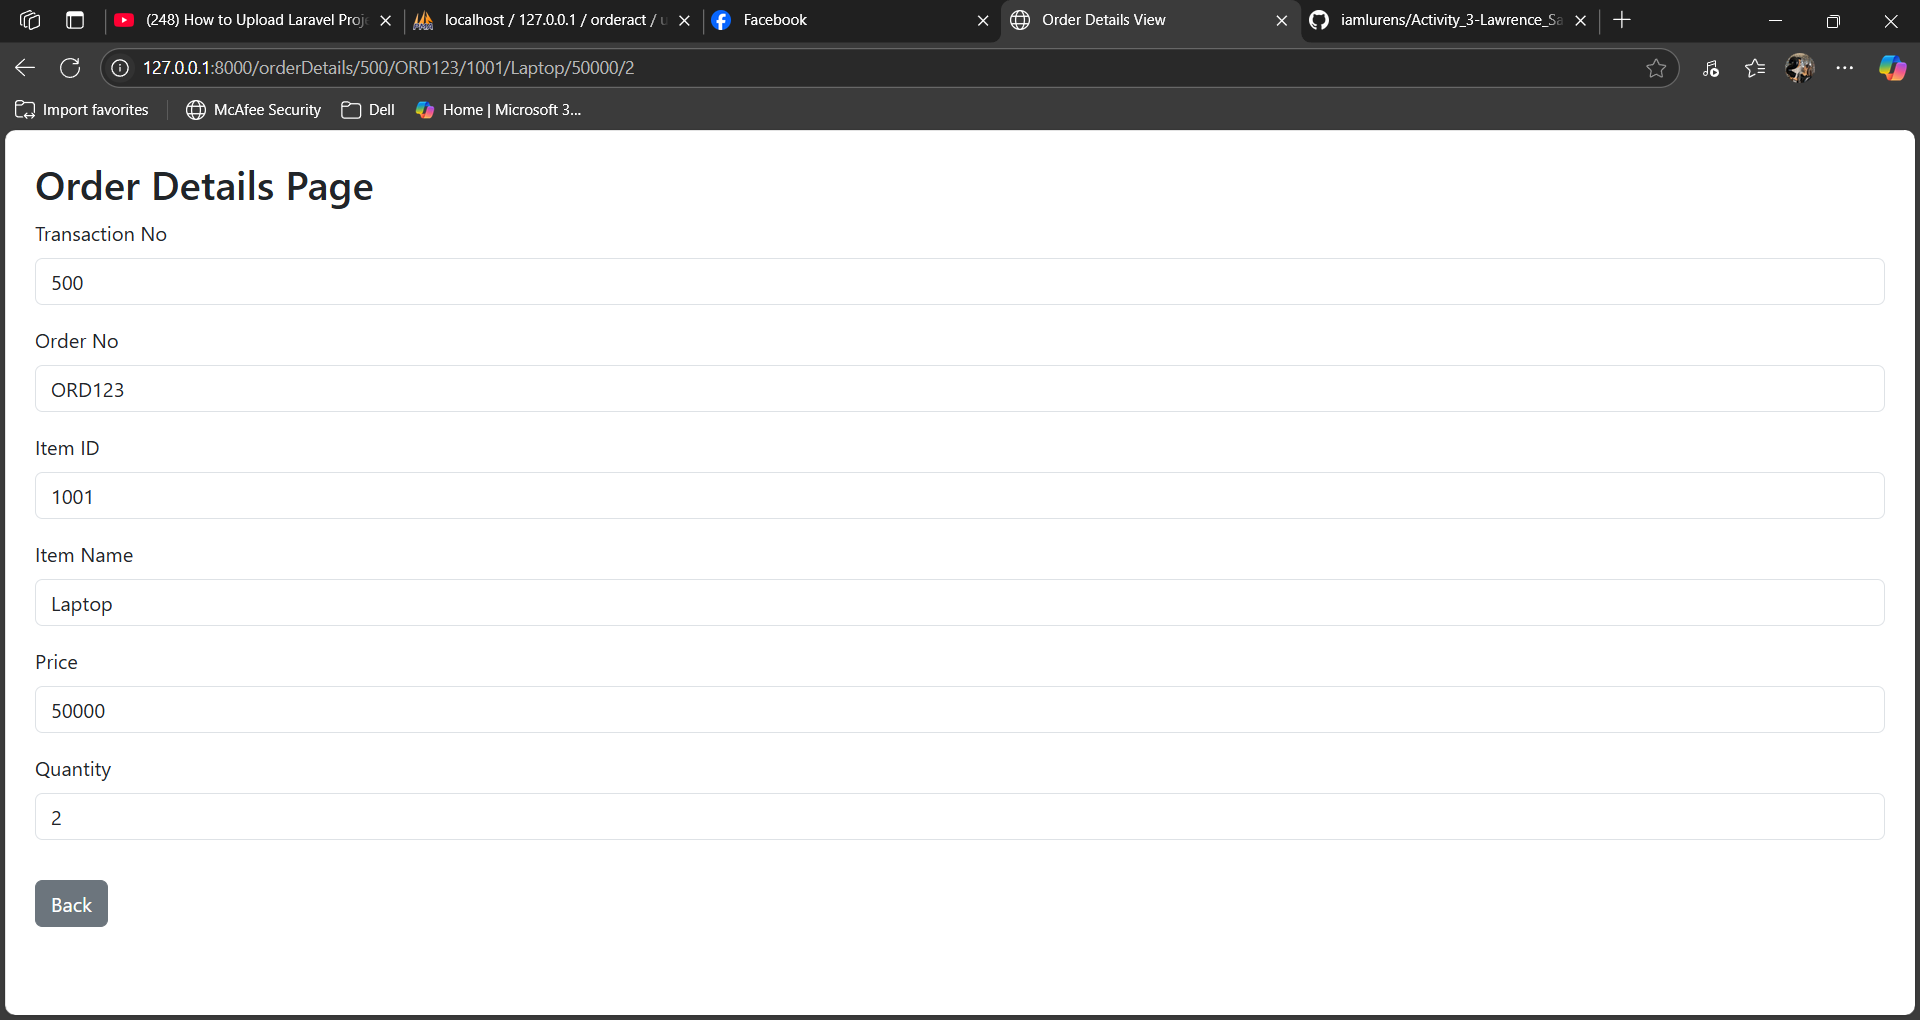 (248) How to Upload Laravel Proje
localhost / 127.0.0.1 / orderact / u
Facebook
Order Details View
iamlurens/Activity_3-Lawrence_Sa
127.0.0.1:8000/orderDetails/500/ORD123/1001/Laptop/50000/2
Import favorites
McAfee Security
Dell
Home | Microsoft 3...
Order Details Page
Transaction No
500
Order No
ORD123
Item ID
1001
Item Name
Laptop
Price
50000
Quantity
2
Back